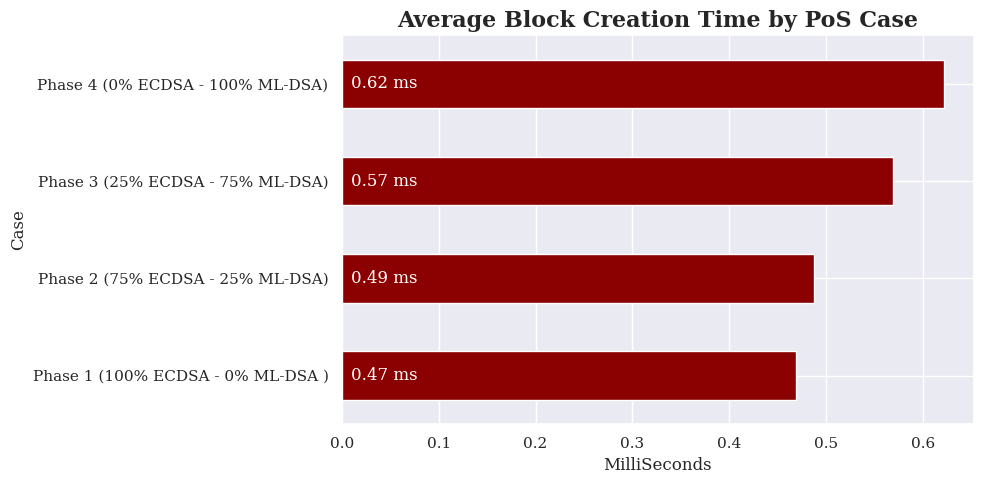 Average Block Creation Time by PoS Case
Phase 4 (0% ECDSA - 100% ML-DSA)
0.62 ms
Phase 3 (25% ECDSA - 75% ML-DSA)
0.57 ms
Case
Phase 2 (75% ECDSA - 25% ML-DSA)
0.49 ms
Phase 1 (100% ECDSA - 0% ML-DSA )
0.47 ms
0.0 0.1 0.2 0.3 0.4 0.5 0.6
MilliSeconds